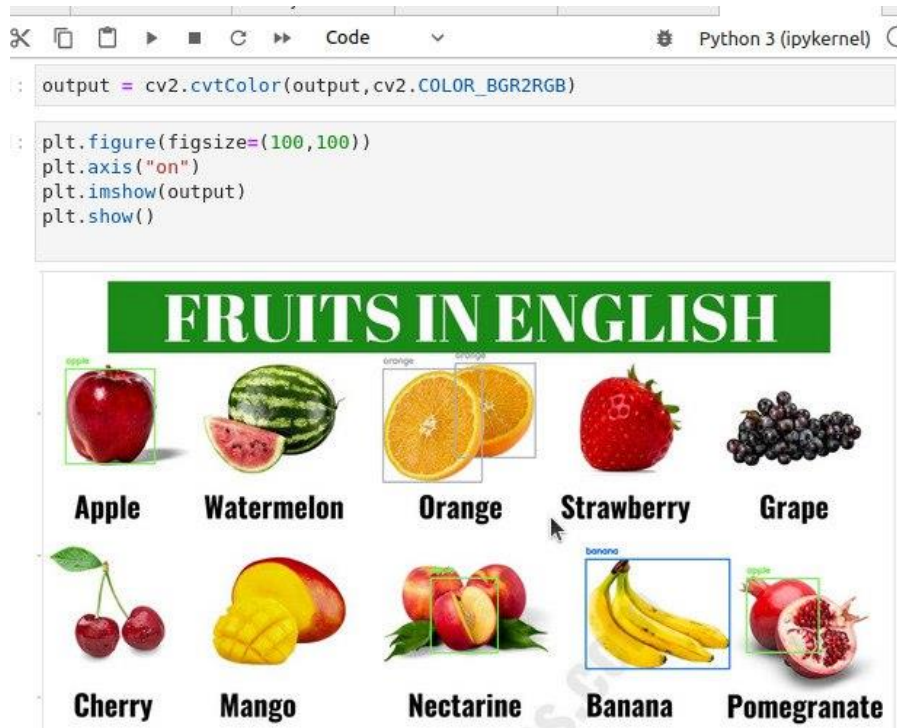 Code
Python 3 (ipykernel)
output = cv2.cvtColor(output,cv2.COLOR_BGR2RGB)
plt.figure(figsize=(100,100))
plt.axis("on")
plt.imshow(output)
plt.show()
FRUITS IN ENGLISH
apple
orange
orange
Apple
Watermelon
Orange
Strawberry
Grape
apple
banana
apple
Cherry
Mango
Nectarine
Banana
Pomegranate